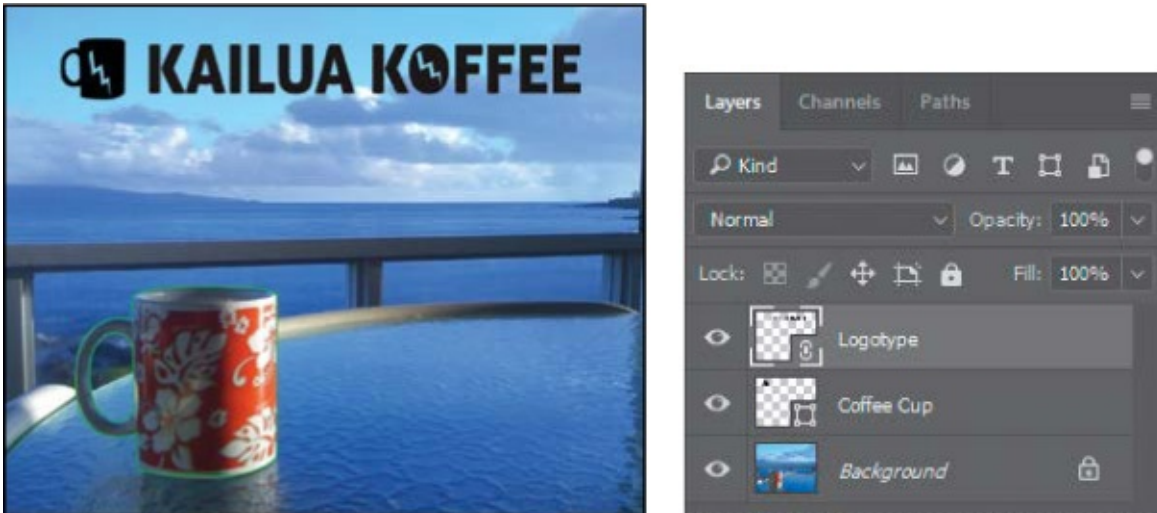 KAILUA KOFFEE
Layers Channels Paths
Kind
Normal Opacity: 100%
Lock: Fill: 100%
Logotype
Coffee Cup
Background